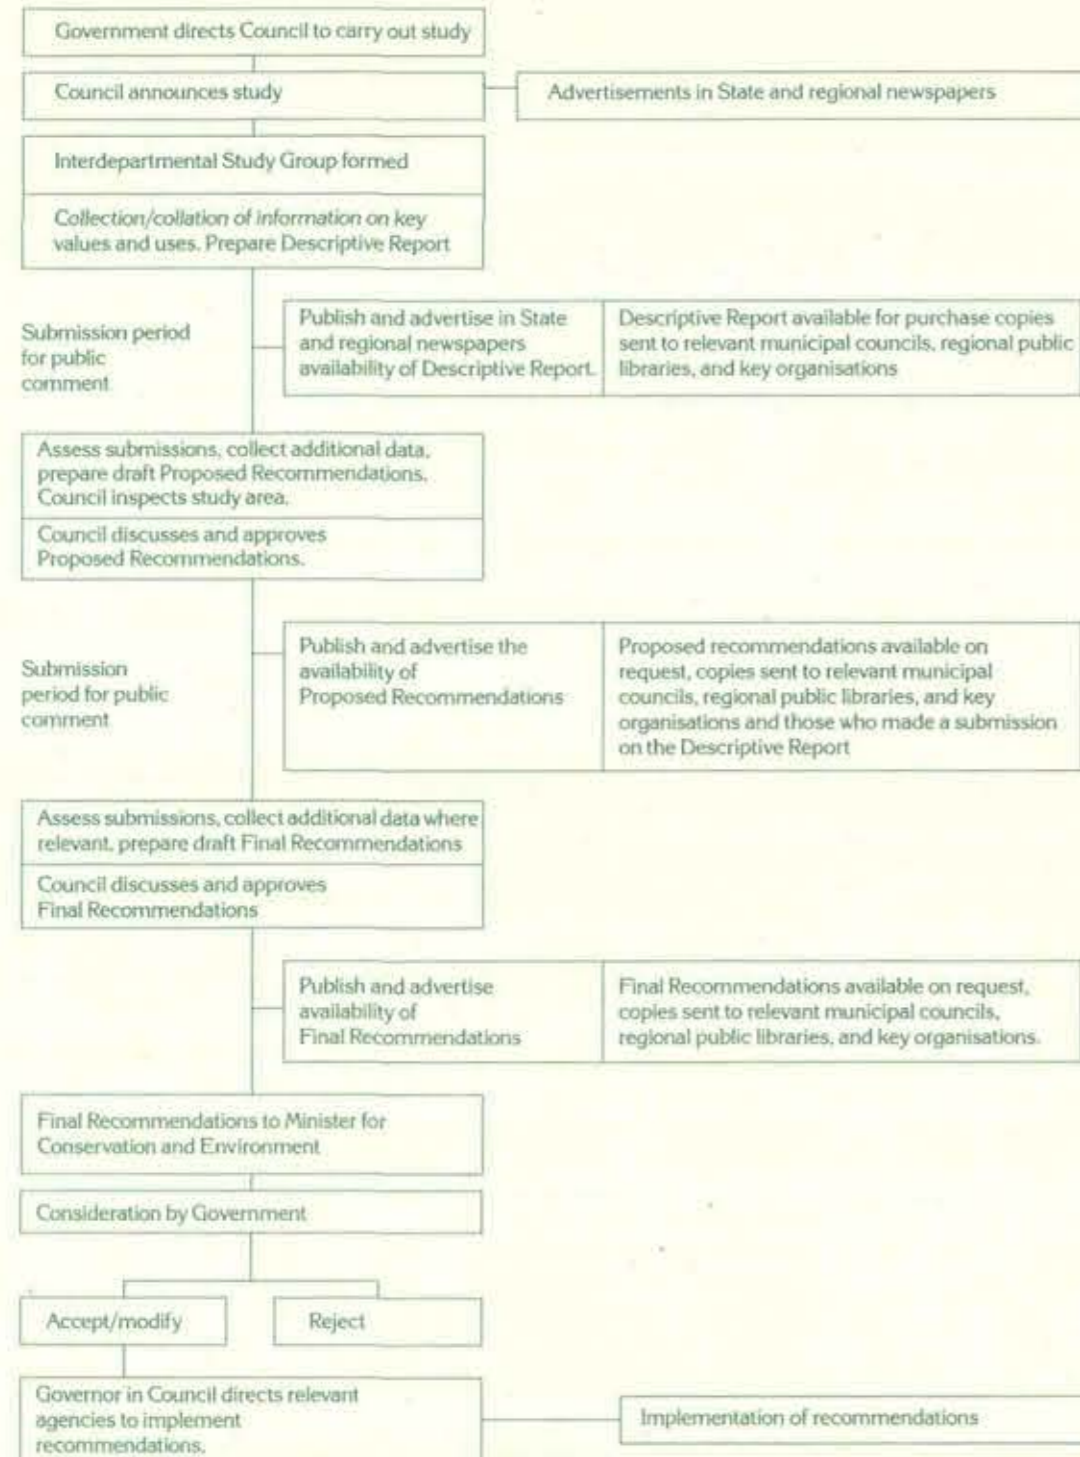 Government directs Council to carry out study
Council announces study
Advertisements in State and regional newspapers
Interdepartmental Study Group formed
Collection/collation of information on key
values and uses. Prepare Descriptive Report
Submission period
for public
comment
Publish and advertise in State
and regional newspapers
availability of Descriptive Report.
Descriptive Report available for purchase copies
sent to relevant municipal councils, regional public
libraries, and key organisations
Assess submissions, collect additional data,
prepare draft Proposed Recommendations.
Council inspects study area.
Council discusses and approves
Proposed Recommendations.
Submission
period for public
comment
Publish and advertise the
availability of
Proposed Recommendations
Proposed recommendations available on
request, copies sent to relevant municipal
councils, regional public libraries, and key
organisations and those who made a submission
on the Descriptive Report
Assess submissions, collect additional data where
relevant, prepare draft Final Recommendations
Council discusses and approves
Final Recommendations
Publish and advertise
availability of
Final Recommendations
Final Recommendations available on request,
copies sent to relevant municipal councils,
regional public libraries, and key organisations.
Final Recommendations to Minister for
Conservation and Environment
Consideration by Government
Accept/modify
Reject
Governor in Council directs relevant
agencies to implement
recommendations.
Implementation of recommendations